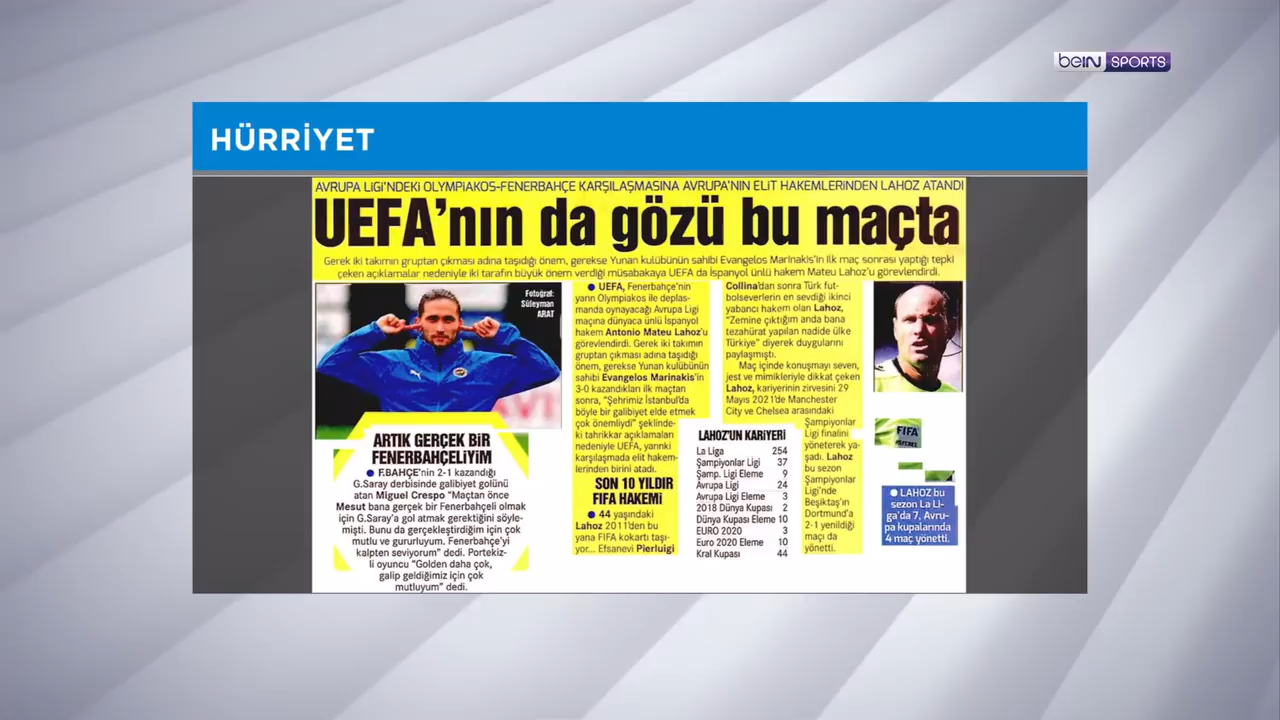 beIN SPORTS
HÜRRİYET
AVRUPA LİGİ'NDEKİ OLYMPIAKOS-FENERBAHÇE KARŞILAŞMASINA AVRUPA'NIN ELİT HAKEMLERİNDEN LAHOZ ATANDI
UEFA'nın da gözü bu maçta
Gerek iki takımın gruptan çıkması adına taşıdığı önem, gerekse Yunan kulübünün sahibi Evangelos Marinakis'in ilk maç sonrası yaptığı tepki
çeken açıklamalar nedeniyle iki tarafın büyük önem verdiği müsabakaya UEFA da İspanyol ünlü hakem Mateu Lahoz'u görevlendirdi.
Fotoğraf:
Süleyman
ARAT
ARTIK GERÇEK BİR
FENERBAHÇELİYİM
● F.BAHÇE'nin 2-1 kazandığı
G.Saray derbisinde galibiyet golünü
atan Miguel Crespo "Maçtan önce
Mesut bana gerçek bir Fenerbahçeli olmak
için G.Saray'a gol atmak gerektiğini söyle-
mişti. Bunu da gerçekleştirdiğim için çok
mutlu ve gururluyum. Fenerbahçe'yi
kalpten seviyorum" dedi. Portekiz-
li oyuncu "Golden daha çok,
galip geldiğimiz için çok
mutluyum" dedi.
● UEFA, Fenerbahçe'nin
yarın Olympiakos ile deplas-
manda oynayacağı Avrupa Ligi
maçına dünyaca ünlü İspanyol
hakem Antonio Mateu Lahoz'u
görevlendirdi. Gerek iki takımın
gruptan çıkması adına taşıdığı
önem, gerekse Yunan kulübünün
sahibi Evangelos Marinakis'in
3-0 kazandıkları ilk maçtan
sonra, "Şehrimiz İstanbul'da
böyle bir galibiyet elde etmek
çok önemliydi" şeklinde-
ki tahrikkar açıklamaları
nedeniyle UEFA, yarınki
karşılaşmada elit hakem-
lerinden birini atadı.
SON 10 YILDIR
FIFA HAKEMİ
● 44 yaşındaki
Lahoz 2011'den bu
yana FIFA kokartı taşı-
yor... Efsanevi Pierluigi
Collina'dan sonra Türk fut-
bolseverlerin en sevdiği ikinci
yabancı hakem olan Lahoz,
"Zemine çıktığım anda bana
tezahürat yapılan nadide ülke
Türkiye" diyerek duygularını
paylaşmıştı.
Maç içinde konuşmayı seven,
jest ve mimikleriyle dikkat çeken
Lahoz, kariyerinin zirvesini 29
Mayıs 2021'de Manchester
City ve Chelsea arasındaki
Şampiyonlar
Ligi finalini
yöneterek ya-
şadı. Lahoz
bu sezon
Şampiyonlar
Ligi'nde
Beşiktaş'ın
Dortmund'a
2-1 yenildiği
maçı da
yönetti.
LAHOZ'UN KARİYERİ
La Liga 254
Şampiyonlar Ligi 37
Şamp. Ligi Eleme 9
Avrupa Ligi 24
Avrupa Ligi Eleme 3
2018 Dünya Kupası 2
Dünya Kupası Eleme 10
EURO 2020 3
Euro 2020 Eleme 10
Kral Kupası 44
FIFA
● LAHOZ bu
sezon La Li-
ga'da 7, Avru-
pa kupalarında
4 maç yönetti.